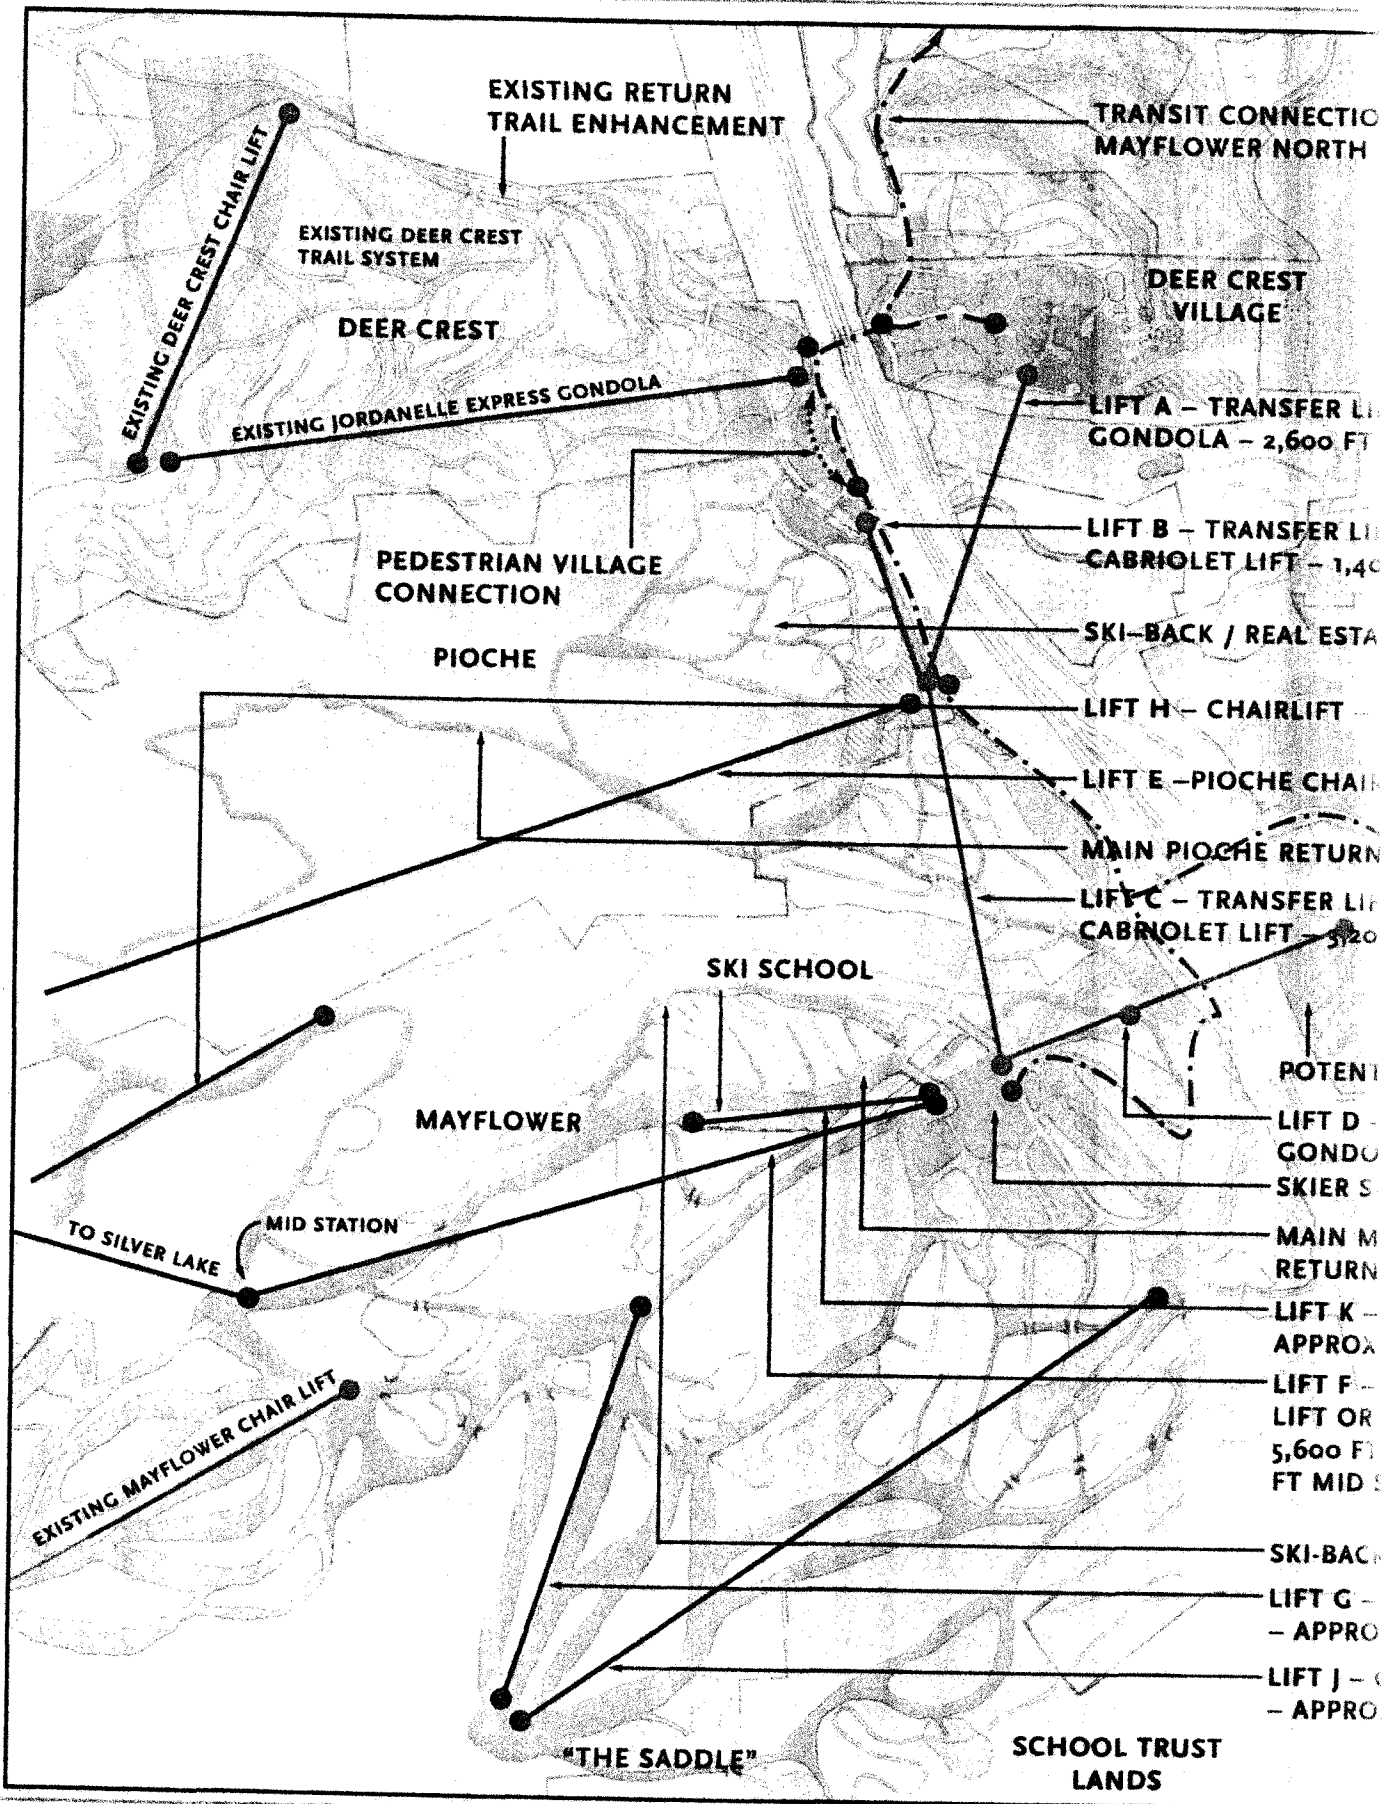 EXISTING RETURN
TRAIL ENHANCEMENT
TRANSIT CONNECTIO
MAYFLOWER NORTH
EXISTING DEER CREST CHAIR LIFT
EXISTING DEER CREST
TRAIL SYSTEM
DEER CREST
VILLAGE
DEER CREST
EXISTING JORDANELLE EXPRESS GONDOLA
LIFT A – TRANSFER LI
GONDOLA – 2,600 FT
LIFT B – TRANSFER LI
CABRIOLET LIFT – 1,40
PEDESTRIAN VILLAGE
CONNECTION
SKI–BACK / REAL ESTA
PIOCHE
LIFT H – CHAIRLIFT –
LIFT E –PIOCHE CHAI
MAIN PIOCHE RETURN
LIFT C – TRANSFER LI
CABRIOLET LIFT – 3,20
SKI SCHOOL
POTENT
MAYFLOWER
LIFT D –
GONDO
SKIER S
MID STATION
TO SILVER LAKE
MAIN M
RETURN
LIFT K –
APPROX
LIFT F –
LIFT OR
5,600 F
FT MID
EXISTING MAYFLOWER CHAIR LIFT
SKI-BAC
LIFT G –
– APPRO
LIFT J –
– APPRO
"THE SADDLE"
SCHOOL TRUST
LANDS